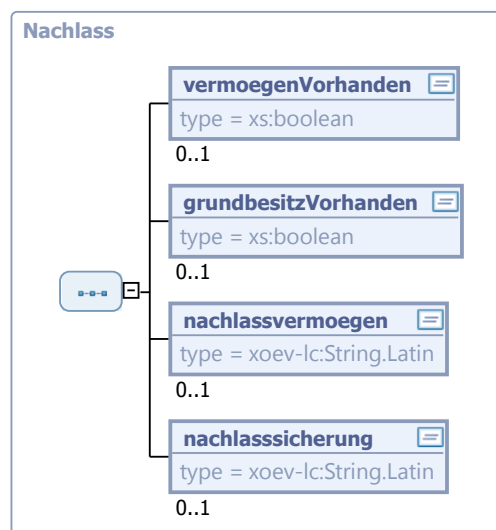 Nachlass
vermoegenVorhanden
type = xs:boolean
0..1
grundbesitzVorhanden
type = xs:boolean
0..1
nachlassvermoegen
type = xoev-lc:String.Latin
0..1
nachlasssicherung
type = xoev-lc:String.Latin
0..1